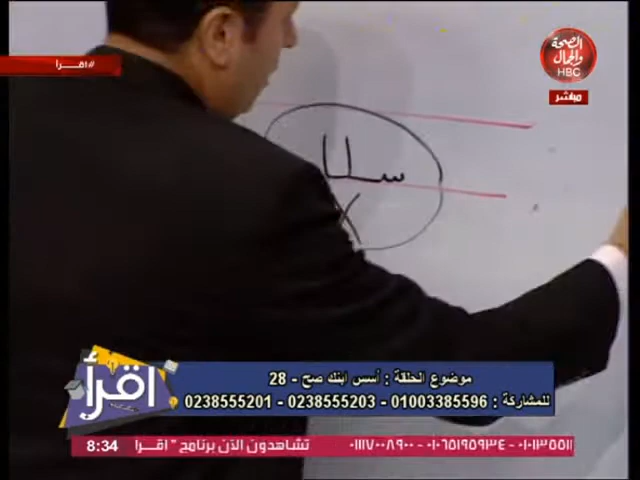 #اقرأ
الصحة
والجمال
HBC
مباشر
سلا
X
موضوع الحلقة : أسس ابنك صح - 28
للمشاركة : 01003385596 - 0238555203 - 0238555201
اقرأ
8:34
تشاهدون الآن برنامج "اقرأ